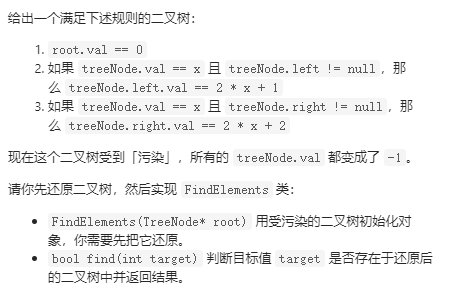 给出一个满足下述规则的二叉树：
1. root.val == 0
2. 如果 treeNode.val == x 且 treeNode.left != null，那
么 treeNode.left.val == 2 * x + 1
3. 如果 treeNode.val == x 且 treeNode.right != null，那
么 treeNode.right.val == 2 * x + 2
现在这个二叉树受到「污染」，所有的 treeNode.val 都变成了 -1。
请你先还原二叉树，然后实现 FindElements 类：
• FindElements(TreeNode* root) 用受污染的二叉树初始化对
象，你需要先把它还原。
• bool find(int target) 判断目标值 target 是否存在于还原后
的二叉树中并返回结果。